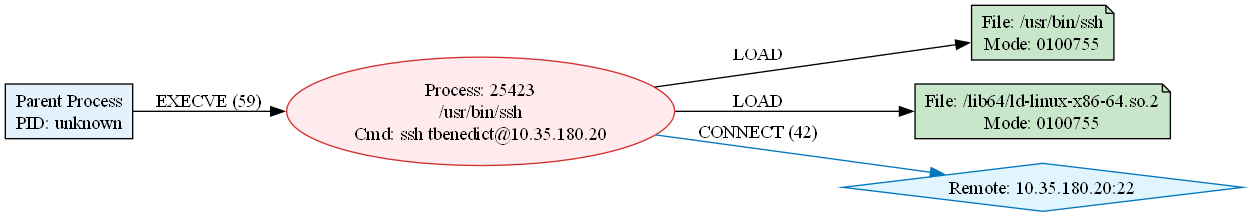 Parent Process
PID: unknown
EXECVE (59)
Process: 25423
/usr/bin/ssh
Cmd: ssh tbenedict@10.35.180.20
LOAD
File: /usr/bin/ssh
Mode: 0100755
LOAD
File: /lib64/ld-linux-x86-64.so.2
Mode: 0100755
CONNECT (42)
Remote: 10.35.180.20:22